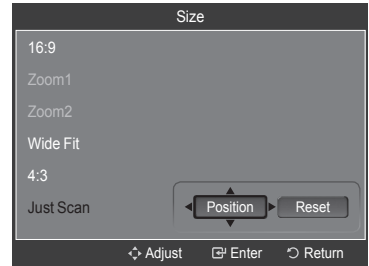 Size
16:9
Zoom1
Zoom2
Wide Fit
4:3
Just Scan Position Reset
Adjust Enter Return